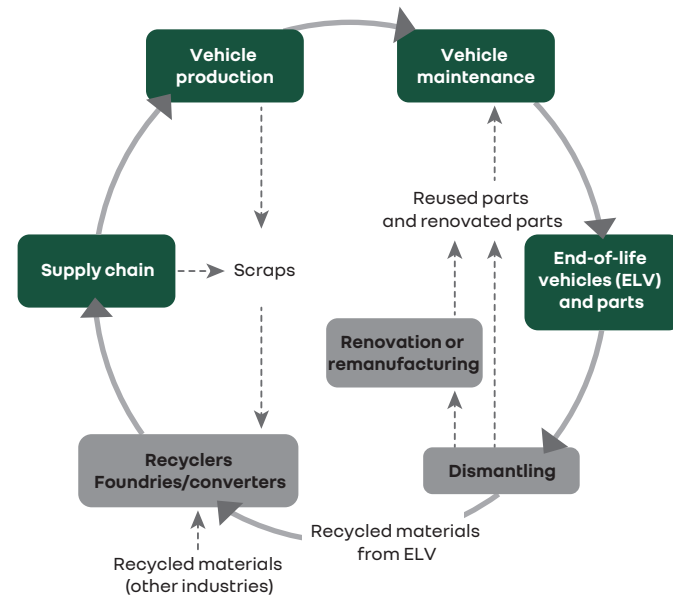 Vehicle
production
Vehicle
maintenance
Reused parts
and renovated parts
Supply chain
Scraps
End-of-life
vehicles (ELV)
and parts
Renovation or
remanufacturing
Recyclers
Foundries/converters
Dismantling
Recycled materials
from ELV
Recycled materials
(other industries)